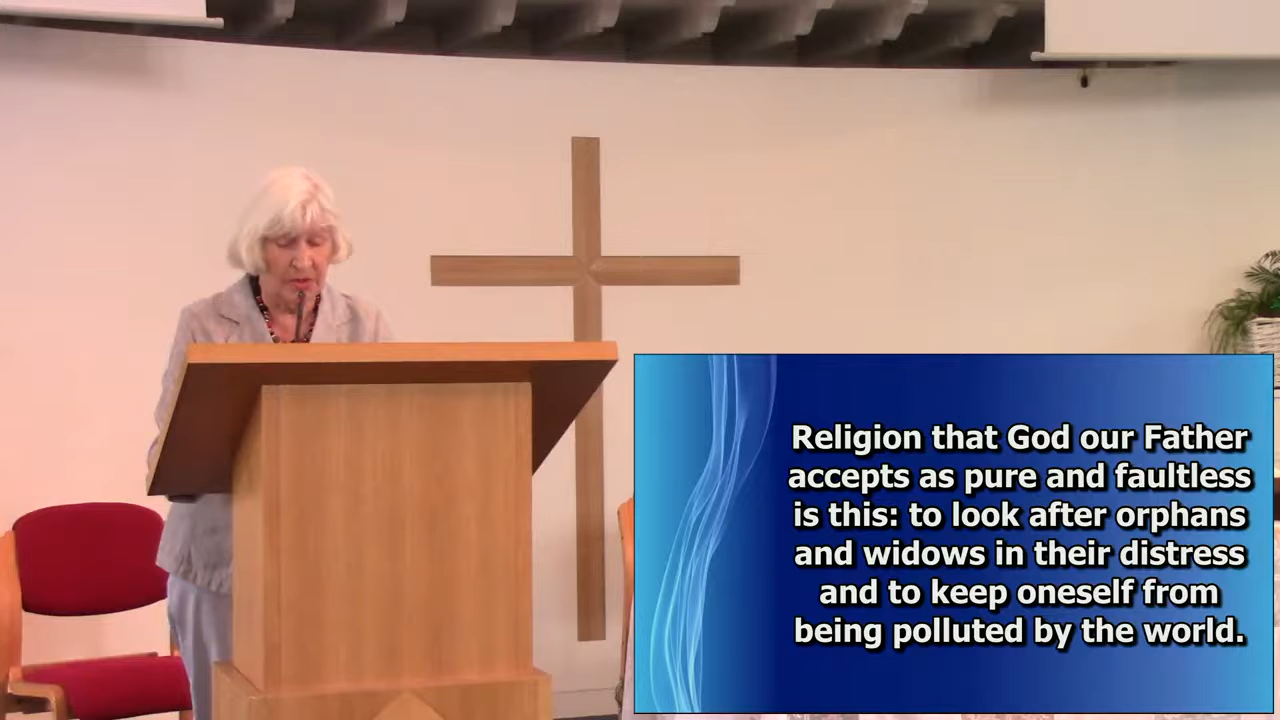 Religion that God our Father
accepts as pure and faultless
is this: to look after orphans
and widows in their distress
and to keep oneself from
being polluted by the world.